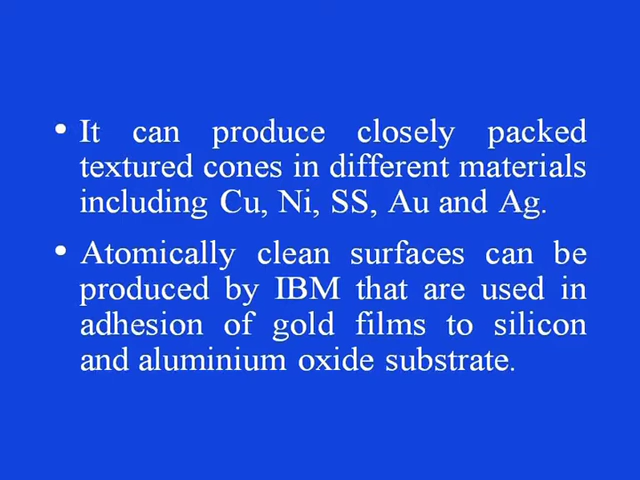 • It can produce closely packed
textured cones in different materials
including Cu, Ni, SS, Au and Ag.
• Atomically clean surfaces can be
produced by IBM that are used in
adhesion of gold films to silicon
and aluminium oxide substrate.